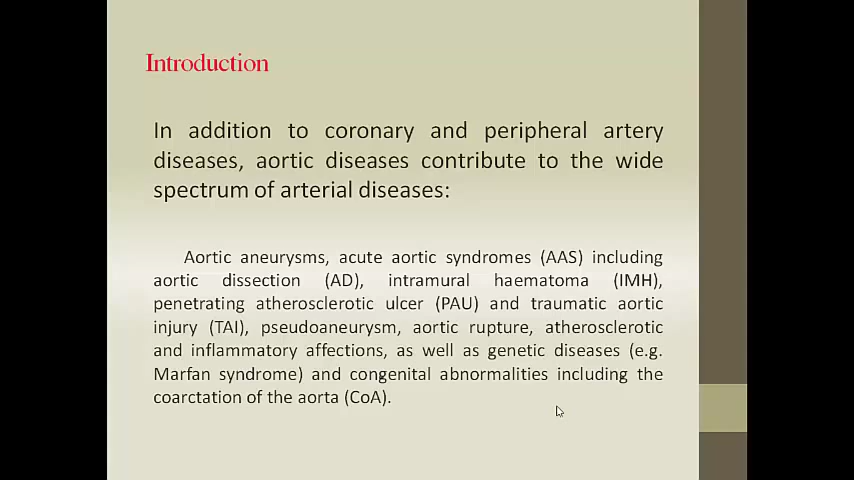 Introduction
In addition to coronary and peripheral artery
diseases, aortic diseases contribute to the wide
spectrum of arterial diseases:
Aortic aneurysms, acute aortic syndromes (AAS) including
aortic dissection (AD), intramural haematoma (IMH),
penetrating atherosclerotic ulcer (PAU) and traumatic aortic
injury (TAI), pseudoaneurysm, aortic rupture, atherosclerotic
and inflammatory affections, as well as genetic diseases (e.g.
Marfan syndrome) and congenital abnormalities including the
coarctation of the aorta (CoA).